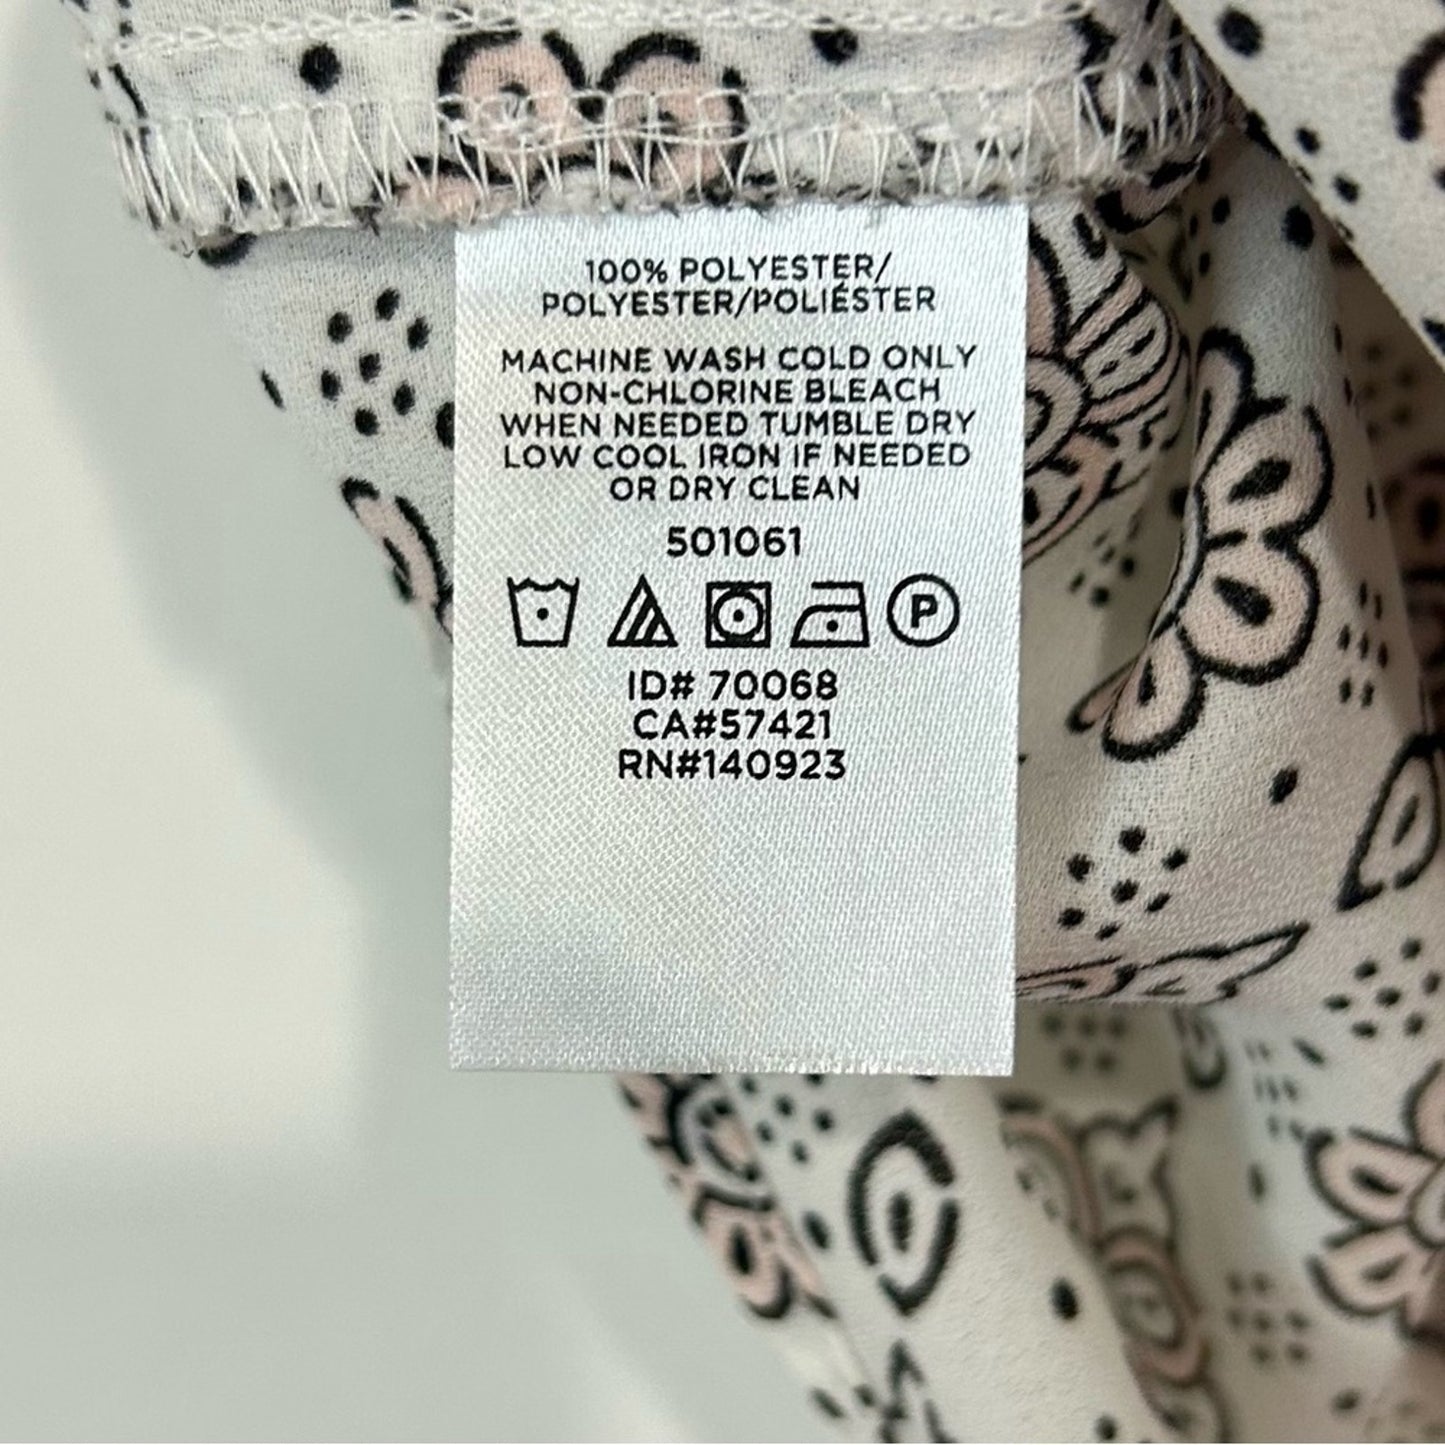 100% POLYESTER/
POLYESTER/POLIÉSTER
MACHINE WASH COLD ONLY
NON-CHLORINE BLEACH
WHEN NEEDED TUMBLE DRY
LOW COOL IRON IF NEEDED
OR DRY CLEAN
501061
P
ID# 70068
CA#57421
RN#140923